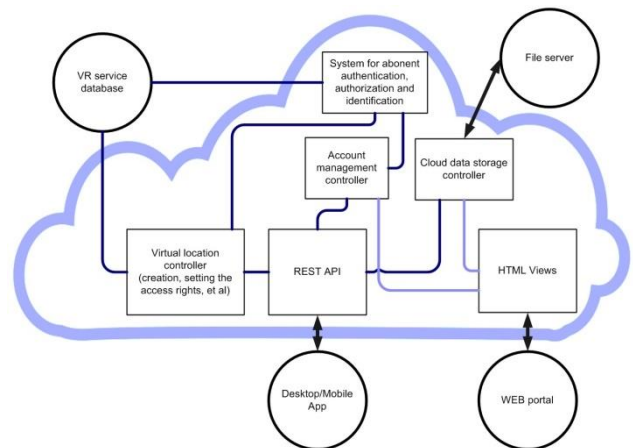 VR service
database
System for abonent
authentication,
authorization and
identification
File server
Account
management
controller
Cloud data storage
controller
Virtual location
controller
(creation, setting the
access rights, et al)
REST API
HTML Views
Desktop/Mobile
App
WEB portal